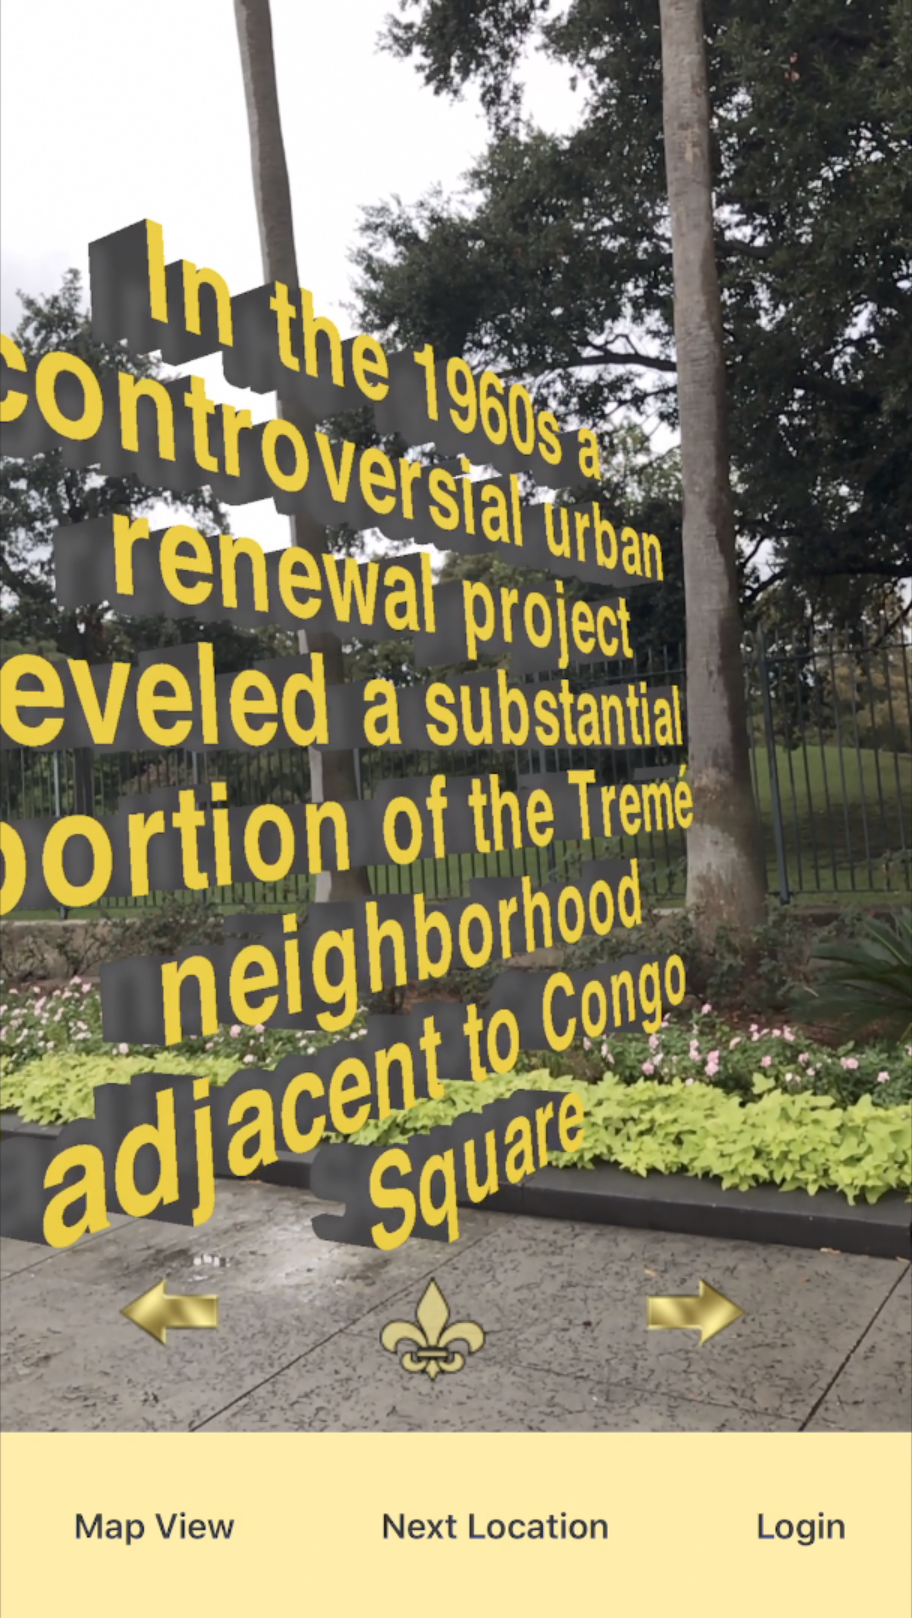 In the 1960s a
controversial urban
renewal project
eveled a substantial
portion of the Tremé
neighborhood
adjacent to Congo
Square
Map View
Next Location
Login